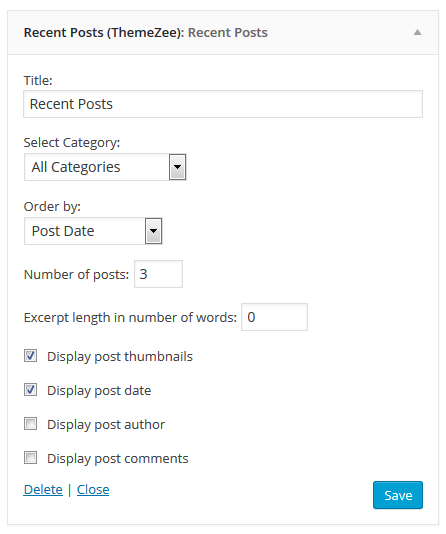 Recent Posts (ThemeZee): Recent Posts
Title:
Recent Posts
Select Category:
All Categories
Order by:
Post Date
Number of posts: 3
Excerpt length in number of words: 0
Display post thumbnails
Display post date
Display post author
Display post comments
Delete | Close Save